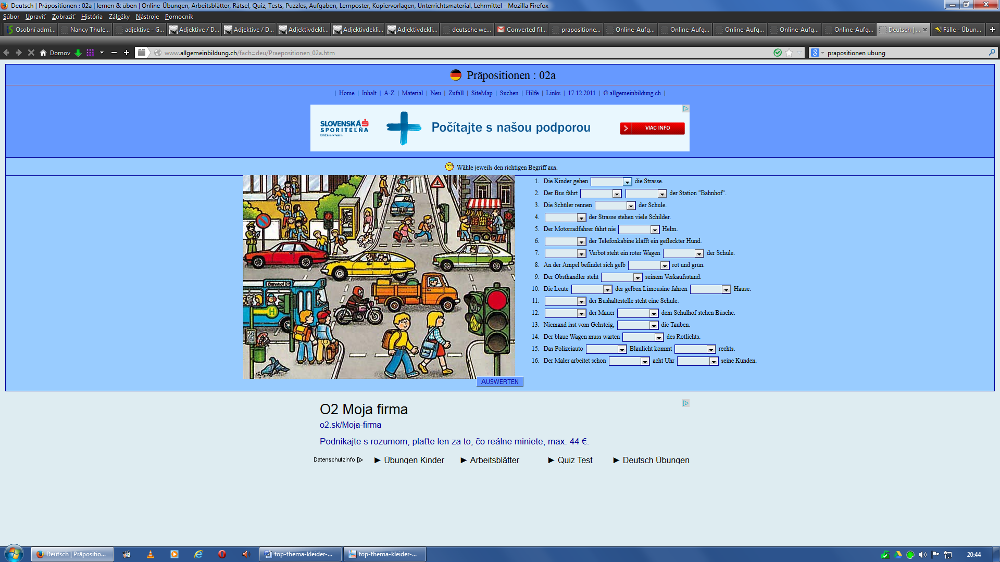 Deutsch | Präpositionen : 02a | lernen & üben | Online-Übungen, Arbeitsblätter, Rätsel, Quiz, Tests, Puzzles, Aufgaben, Lernposter, Kopiervorlagen, Unterrichtsmaterial, Lehrmittel - Mozilla Firefox
Súbor Upraviť Zobraziť História Záložky Nástroje Pomocník
Osobní admi... Nancy Thule... adjektive - G... Adjektive / D... Adjektive / D... Adjektivdekli... Adjektivdekli... Adjektivdekli... deutsche we... Converted fil... prapositione... Online-Aufg... Online-Aufg... Online-Aufg... Online-Aufg... Online-Aufg... Deutsch | ... Fälle - Übun...
Domov www.allgemeinbildung.ch/fach=deu/Praepositionen_02a.htm prapositionen ubung
Präpositionen : 02a
| Home | Inhalt | A-Z | Material | Neu | Zufall | SiteMap | Suchen | Hilfe | Links | 17.12.2011 | © allgemeinbildung.ch |
SLOVENSKÁ
SPORITEĽŇA
Bližšie k vám
Počítajte s našou podporou
VIAC INFO
Wähle jeweils den richtigen Begriff aus.
1. Die Kinder gehen die Strasse.
2. Der Bus fährt der Station "Bahnhof".
3. Die Schüler rennen der Schule.
4. der Strasse stehen viele Schilder.
5. Der Motorradfahrer fährt nie Helm.
6. der Telefonkabine kläfft ein gefleckter Hund.
7. Verbot steht ein roter Wagen der Schule.
8. An der Ampel befindet sich gelb rot und grün.
9. Der Obsthändler steht seinem Verkaufsstand.
10. Die Leute der gelben Limousine fahren Hause.
11. der Bushaltestelle steht eine Schule.
12. der Mauer dem Schulhof stehen Büsche.
13. Niemand isst vom Gehsteig, die Tauben.
14. Der blaue Wagen muss warten des Rotlichts.
15. Das Polizeiauto Blaulicht kommt rechts.
16. Der Maler arbeitet schon acht Uhr seine Kunden.
Bahnhof 6
H
AUSWERTEN
O2 Moja firma
o2.sk/Moja-firma
Podnikajte s rozumom, plaťte len za to, čo reálne miniete, max. 44 €.
Datenschutzinfo ► Übungen Kinder ► Arbeitsblätter ► Quiz Test ► Deutsch Übungen
Deutsch | Präpositio... top-thema-kleider-... top-thema-kleider-... 20:44